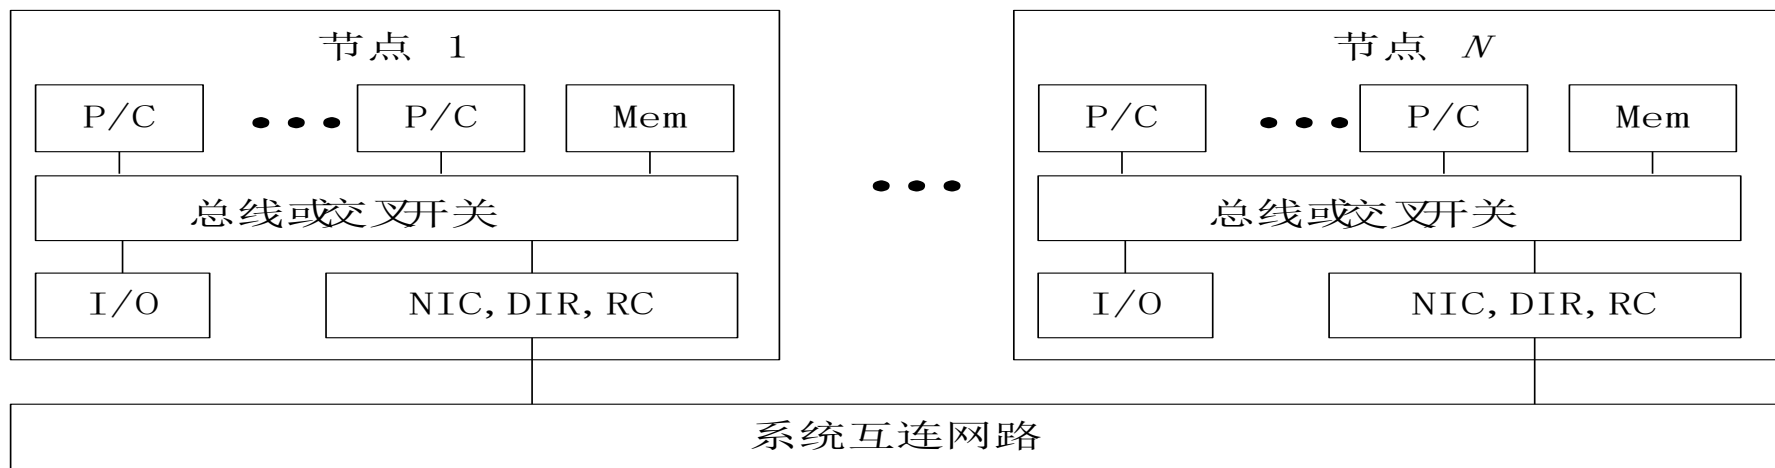 节点 1
节点 N
P/C
P/C
Mem
P/C
P/C
Mem
总线或交叉开关
总线或交叉开关
I/O
NIC,DIR,RC
I/O
NIC,DIR,RC
系统互连网路